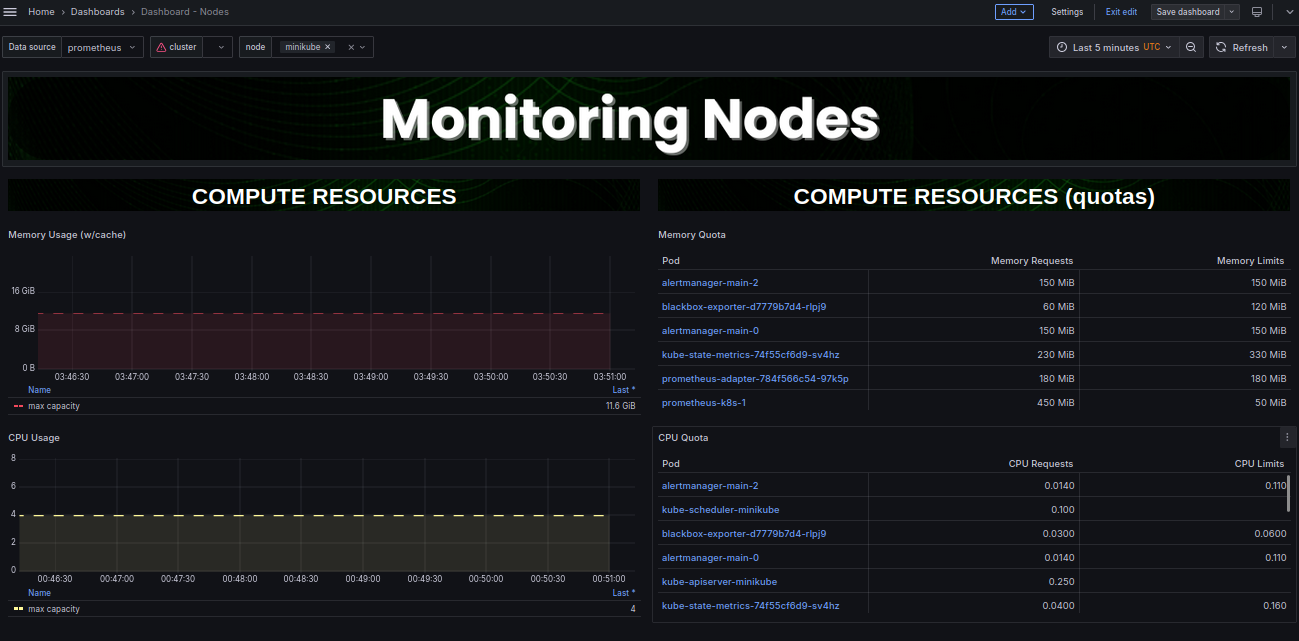 Home › Dashboards › Dashboard - Nodes Add Settings Exit edit Save dashboard
Data source prometheus cluster node minikube × × Last 5 minutes UTC Refresh
Monitoring Nodes
COMPUTE RESOURCES
Memory Usage (w/cache)
16 GiB
8 GiB
0 B
03:46:30 03:47:00 03:47:30 03:48:00 03:48:30 03:49:00 03:49:30 03:50:00 03:50:30 03:51:00
Name Last *
max capacity 11.6 GiB
CPU Usage
8
6
4
2
0
00:46:30 00:47:00 00:47:30 00:48:00 00:48:30 00:49:00 00:49:30 00:50:00 00:50:30 00:51:00
Name Last *
max capacity 4
COMPUTE RESOURCES (quotas)
Memory Quota
Pod Memory Requests Memory Limits
alertmanager-main-2 150 MiB 150 MiB
blackbox-exporter-d7779b7d4-rlpj9 60 MiB 120 MiB
alertmanager-main-0 150 MiB 150 MiB
kube-state-metrics-74f55cf6d9-sv4hz 230 MiB 330 MiB
prometheus-adapter-784f566c54-97k5p 180 MiB 180 MiB
prometheus-k8s-1 450 MiB 50 MiB
CPU Quota
Pod CPU Requests CPU Limits
alertmanager-main-2 0.0140 0.110
kube-scheduler-minikube 0.100
blackbox-exporter-d7779b7d4-rlpj9 0.0300 0.0600
alertmanager-main-0 0.0140 0.110
kube-apiserver-minikube 0.250
kube-state-metrics-74f55cf6d9-sv4hz 0.0400 0.160